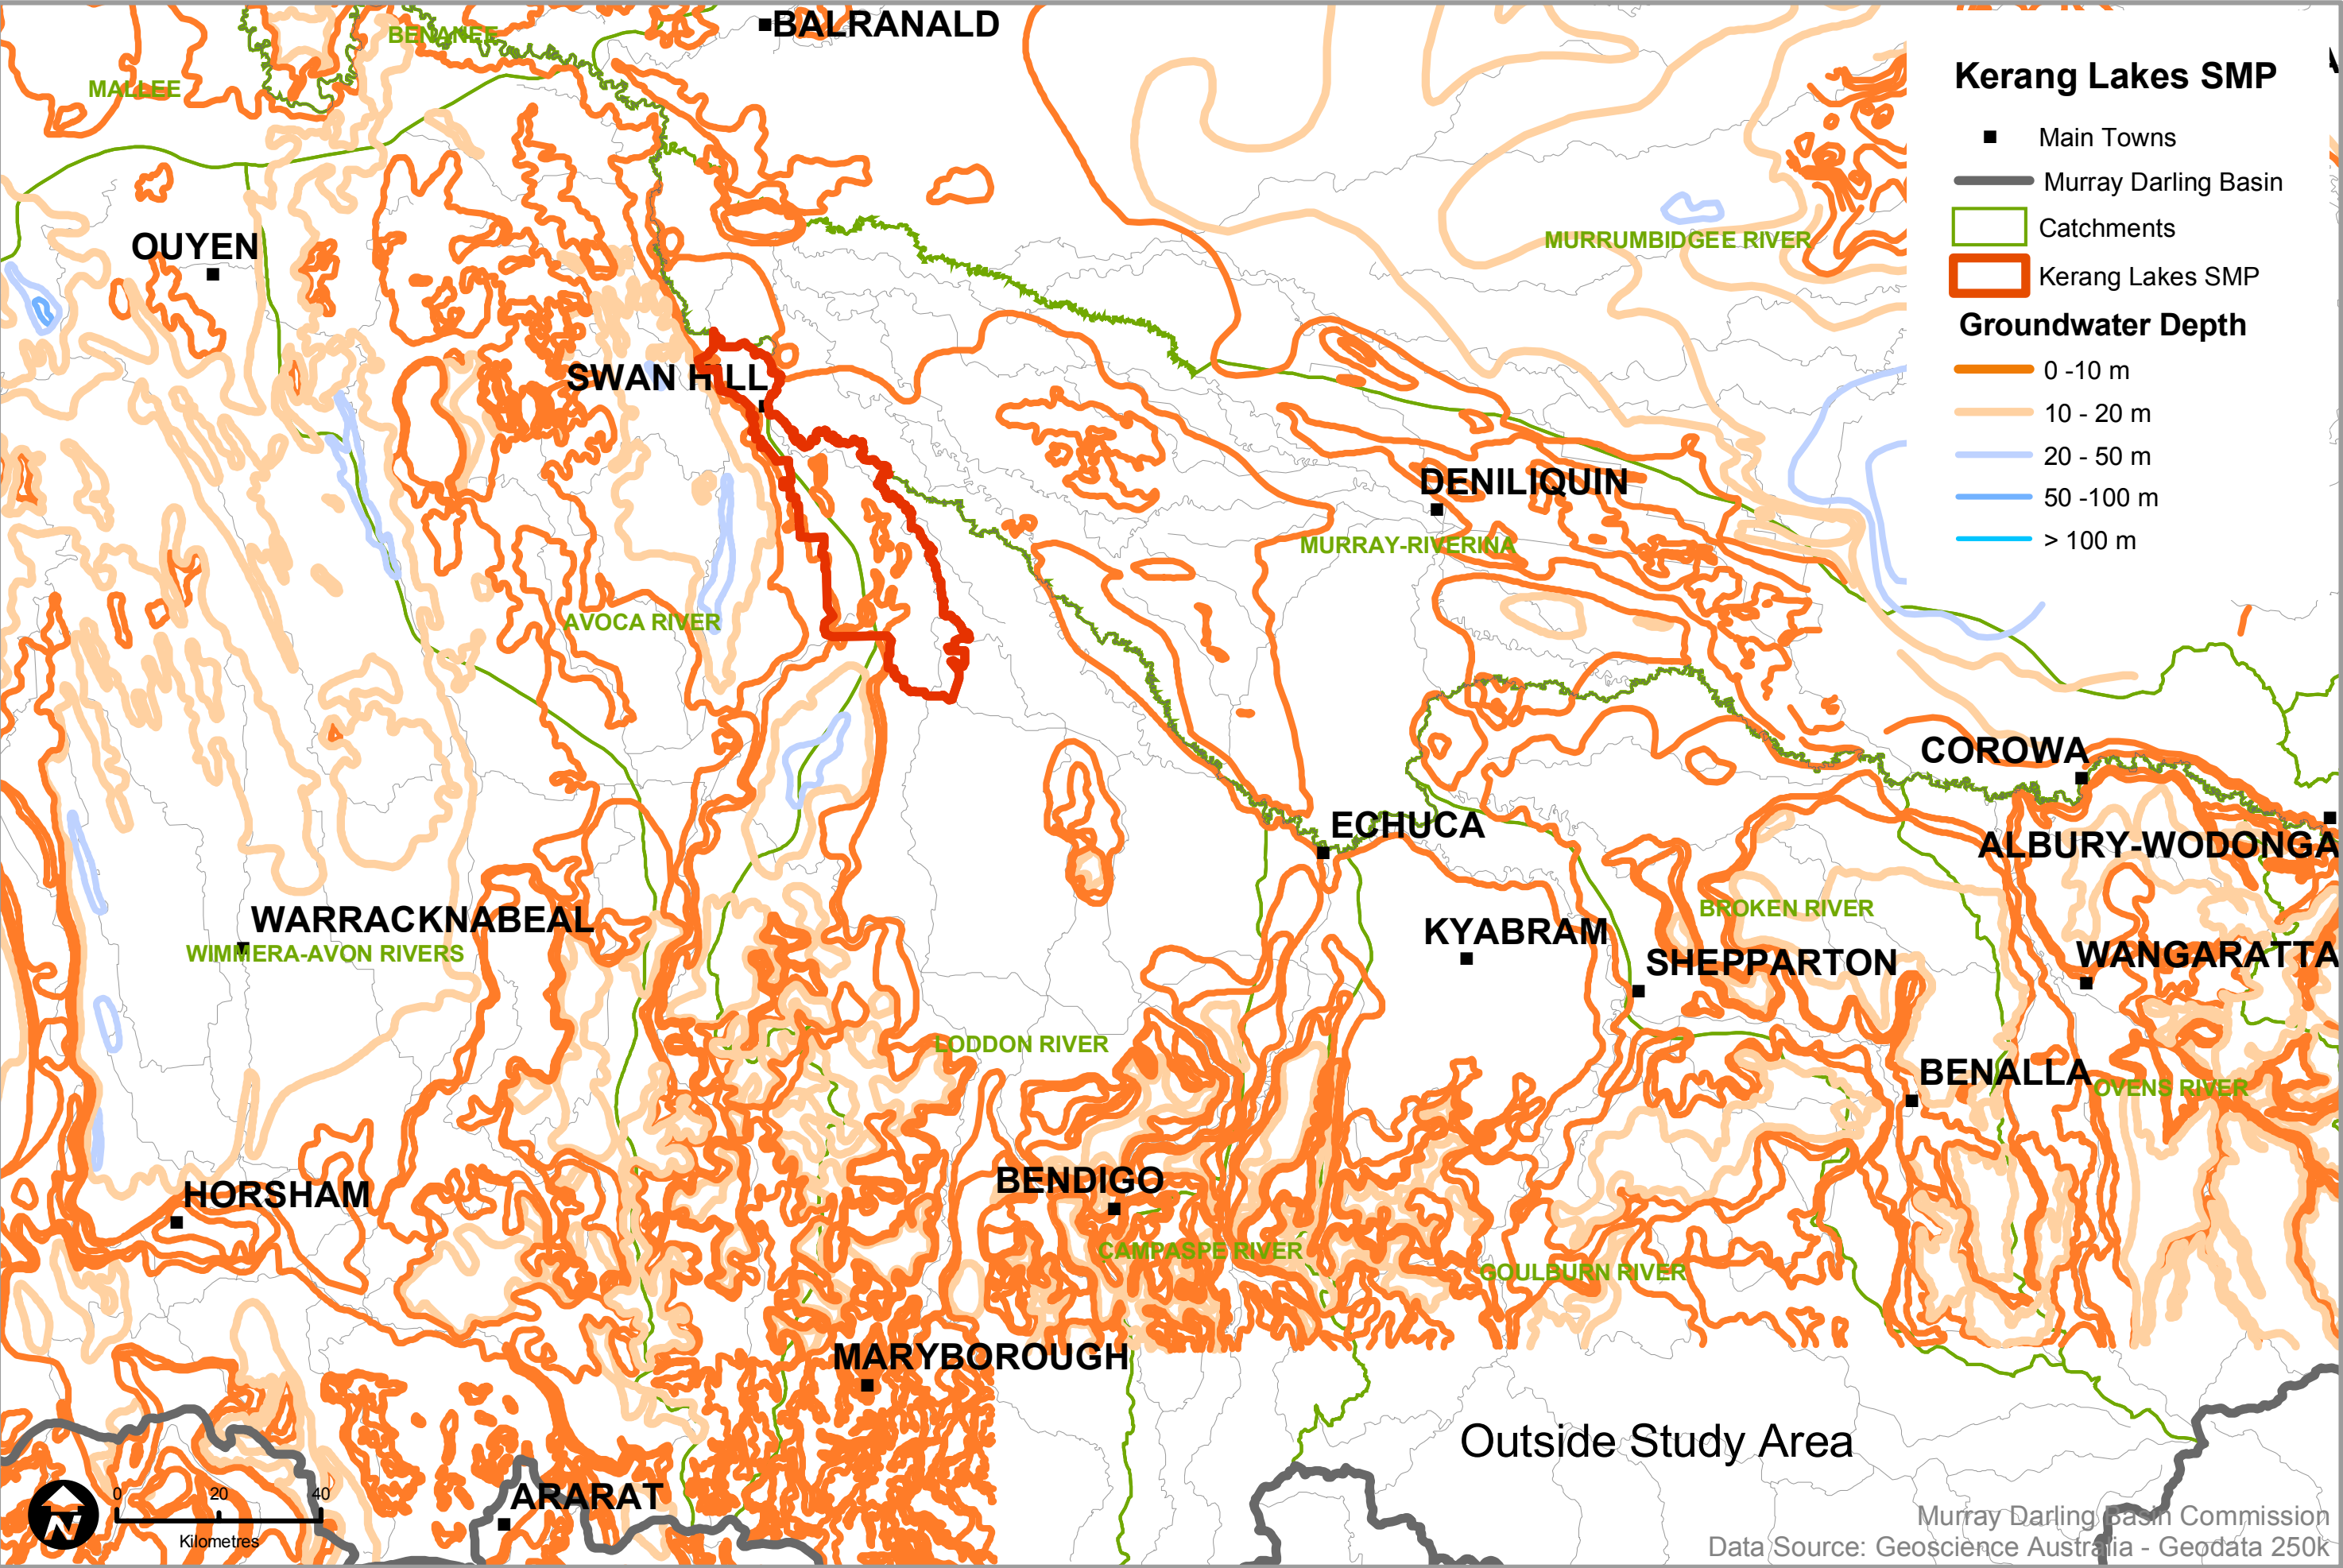 BALRANALD
BENANEE
MALLEE
Kerang Lakes SMP
Main Towns
Murray Darling Basin
Catchments
Kerang Lakes SMP
Groundwater Depth
0 -10 m
10 - 20 m
20 - 50 m
50 -100 m
> 100 m
OUYEN
MURRUMBIDGEE RIVER
SWAN HILL
DENILIQUIN
MURRAY-RIVERINA
AVOCA RIVER
COROWA
ECHUCA
ALBURY-WODONGA
WARRACKNABEAL
WIMMERA-AVON RIVERS
BROKEN RIVER
KYABRAM
SHEPPARTON
WANGARATTA
LODDON RIVER
BENALLA
OVENS RIVER
HORSHAM
BENDIGO
CAMPASPE RIVER
GOULBURN RIVER
MARYBOROUGH
Outside Study Area
ARARAT
N
0 20 40
Kilometres
Murray Darling Basin Commission
Data Source: Geoscience Australia - Geodata 250k